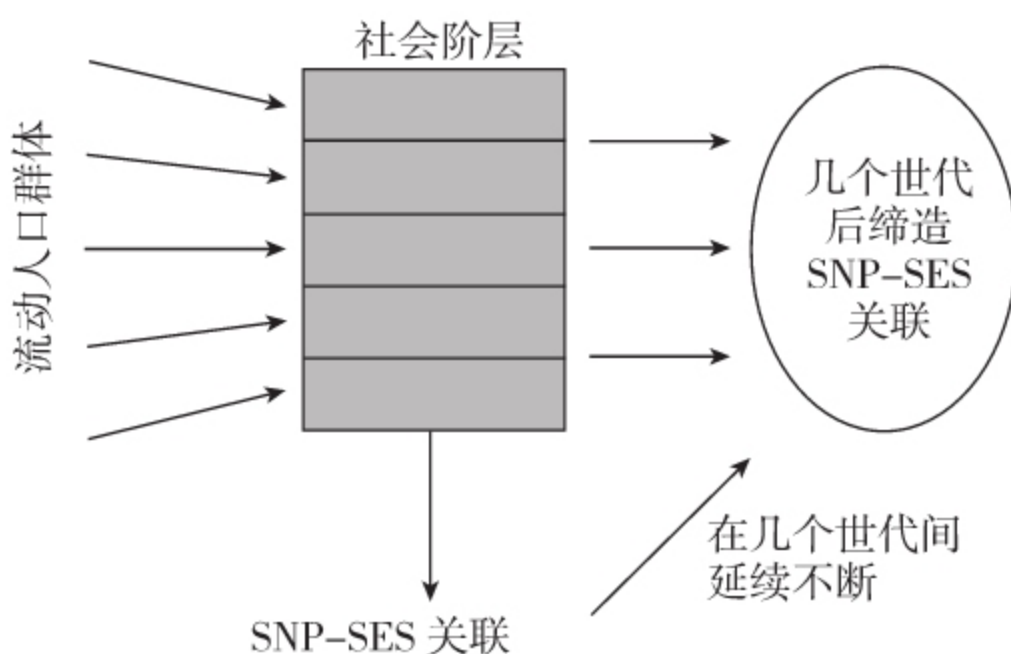 社会阶层
流动人口群体
几个世代
后缔造
SNP-SES
关联
在几个世代间
延续不断
SNP-SES 关联